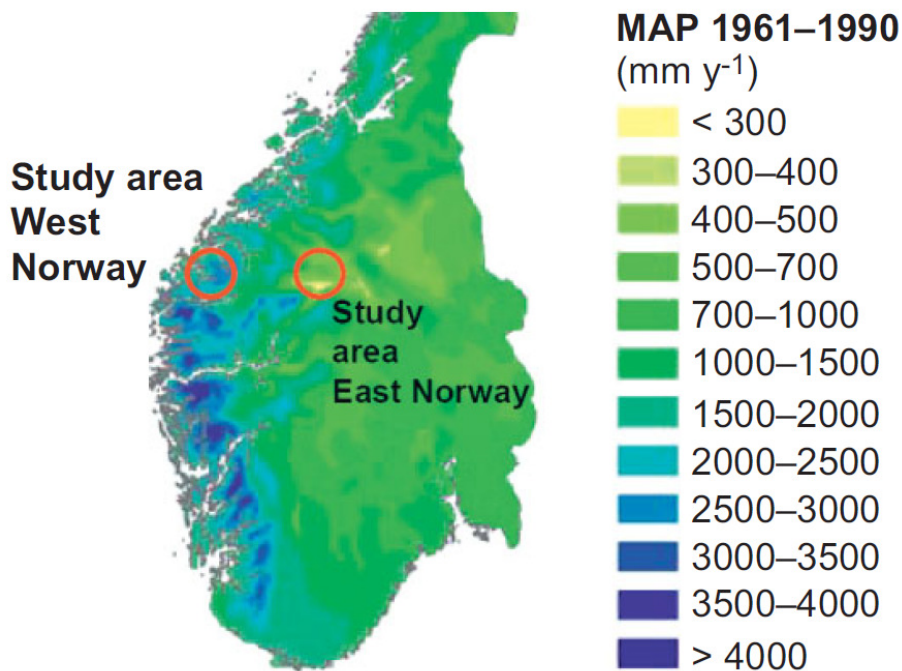 MAP 1961–1990
(mm y-1)
< 300
300–400
400–500
500–700
700–1000
1000–1500
1500–2000
2000–2500
2500–3000
3000–3500
3500–4000
> 4000
Study area
West
Norway
Study
area
East Norway